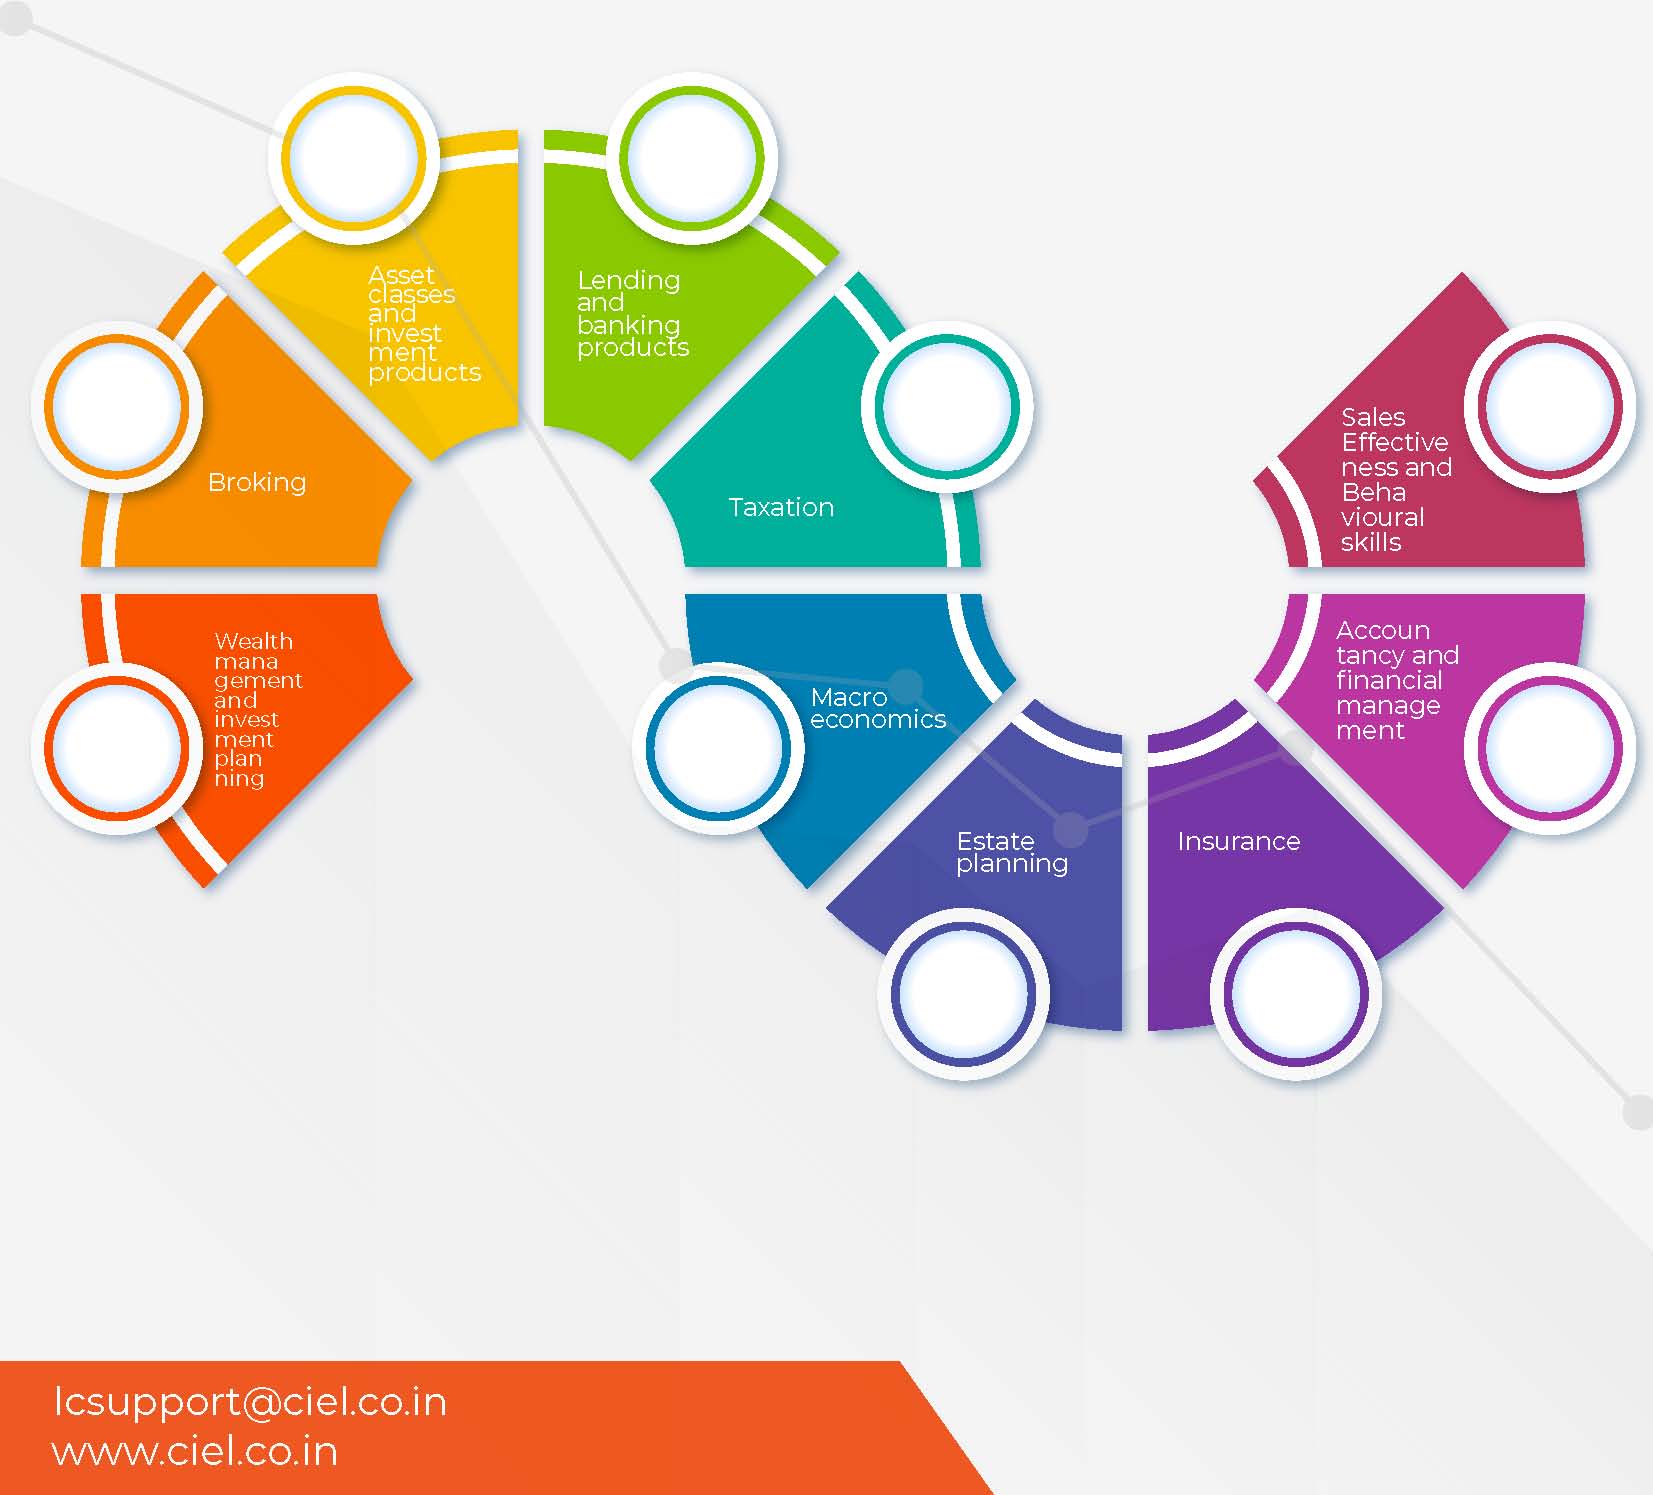 Asset
classes
and
invest
ment
products
Lending
and
banking
products
Broking
Taxation
Sales
Effective
ness and
Beha
vioural
skills
Wealth
mana
gement
and
invest
ment
plan
ning
Macro
economics
Accoun
tancy and
financial
manage
ment
Estate
planning
Insurance
lcsupport@ciel.co.in
www.ciel.co.in